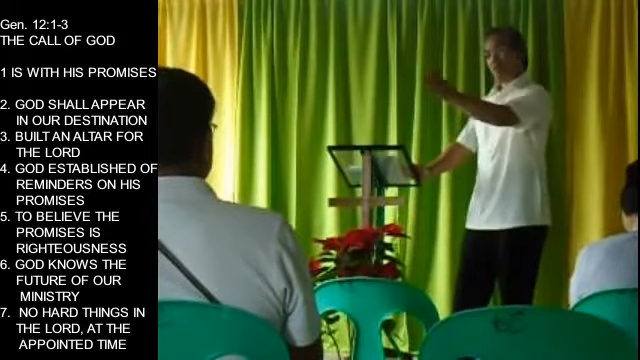 Gen. 12:1-3
THE CALL OF GOD
1 IS WITH HIS PROMISES
2. GOD SHALL APPEAR
IN OUR DESTINATION
3. BUILT AN ALTAR FOR
THE LORD
4. GOD ESTABLISHED OF
REMINDERS ON HIS
PROMISES
5. TO BELIEVE THE
PROMISES IS
RIGHTEOUSNESS
6. GOD KNOWS THE
FUTURE OF OUR
MINISTRY
7. NO HARD THINGS IN
THE LORD, AT THE
APPOINTED TIME